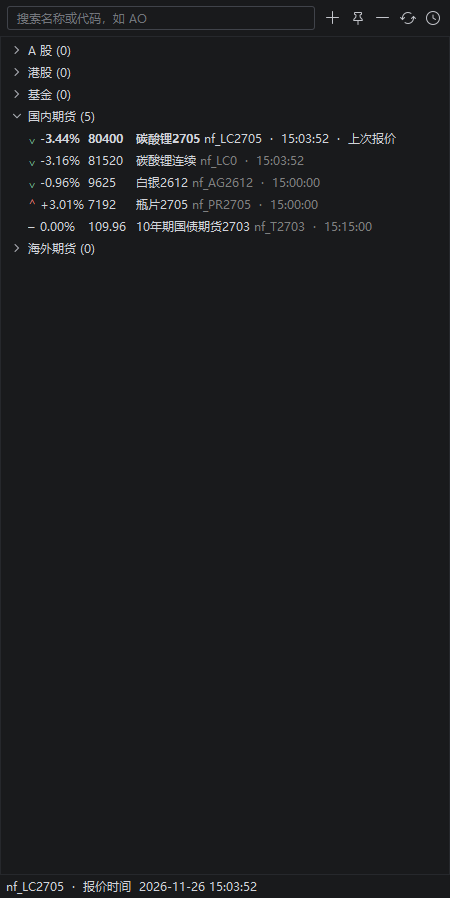 搜索名称或代码，如 AO
A 股 (0)
港股 (0)
基金 (0)
国内期货 (5)
-3.44% 80400 碳酸锂2705 nf_LC2705 · 15:03:52 · 上次报价
-3.16% 81520 碳酸锂连续 nf_LC0 · 15:03:52
-0.96% 9625 白银2612 nf_AG2612 · 15:00:00
+3.01% 7192 瓶片2705 nf_PR2705 · 15:00:00
– 0.00% 109.96 10年期国债期货2703 nf_T2703 · 15:15:00
海外期货 (0)
nf_LC2705 · 报价时间 2026-11-26 15:03:52